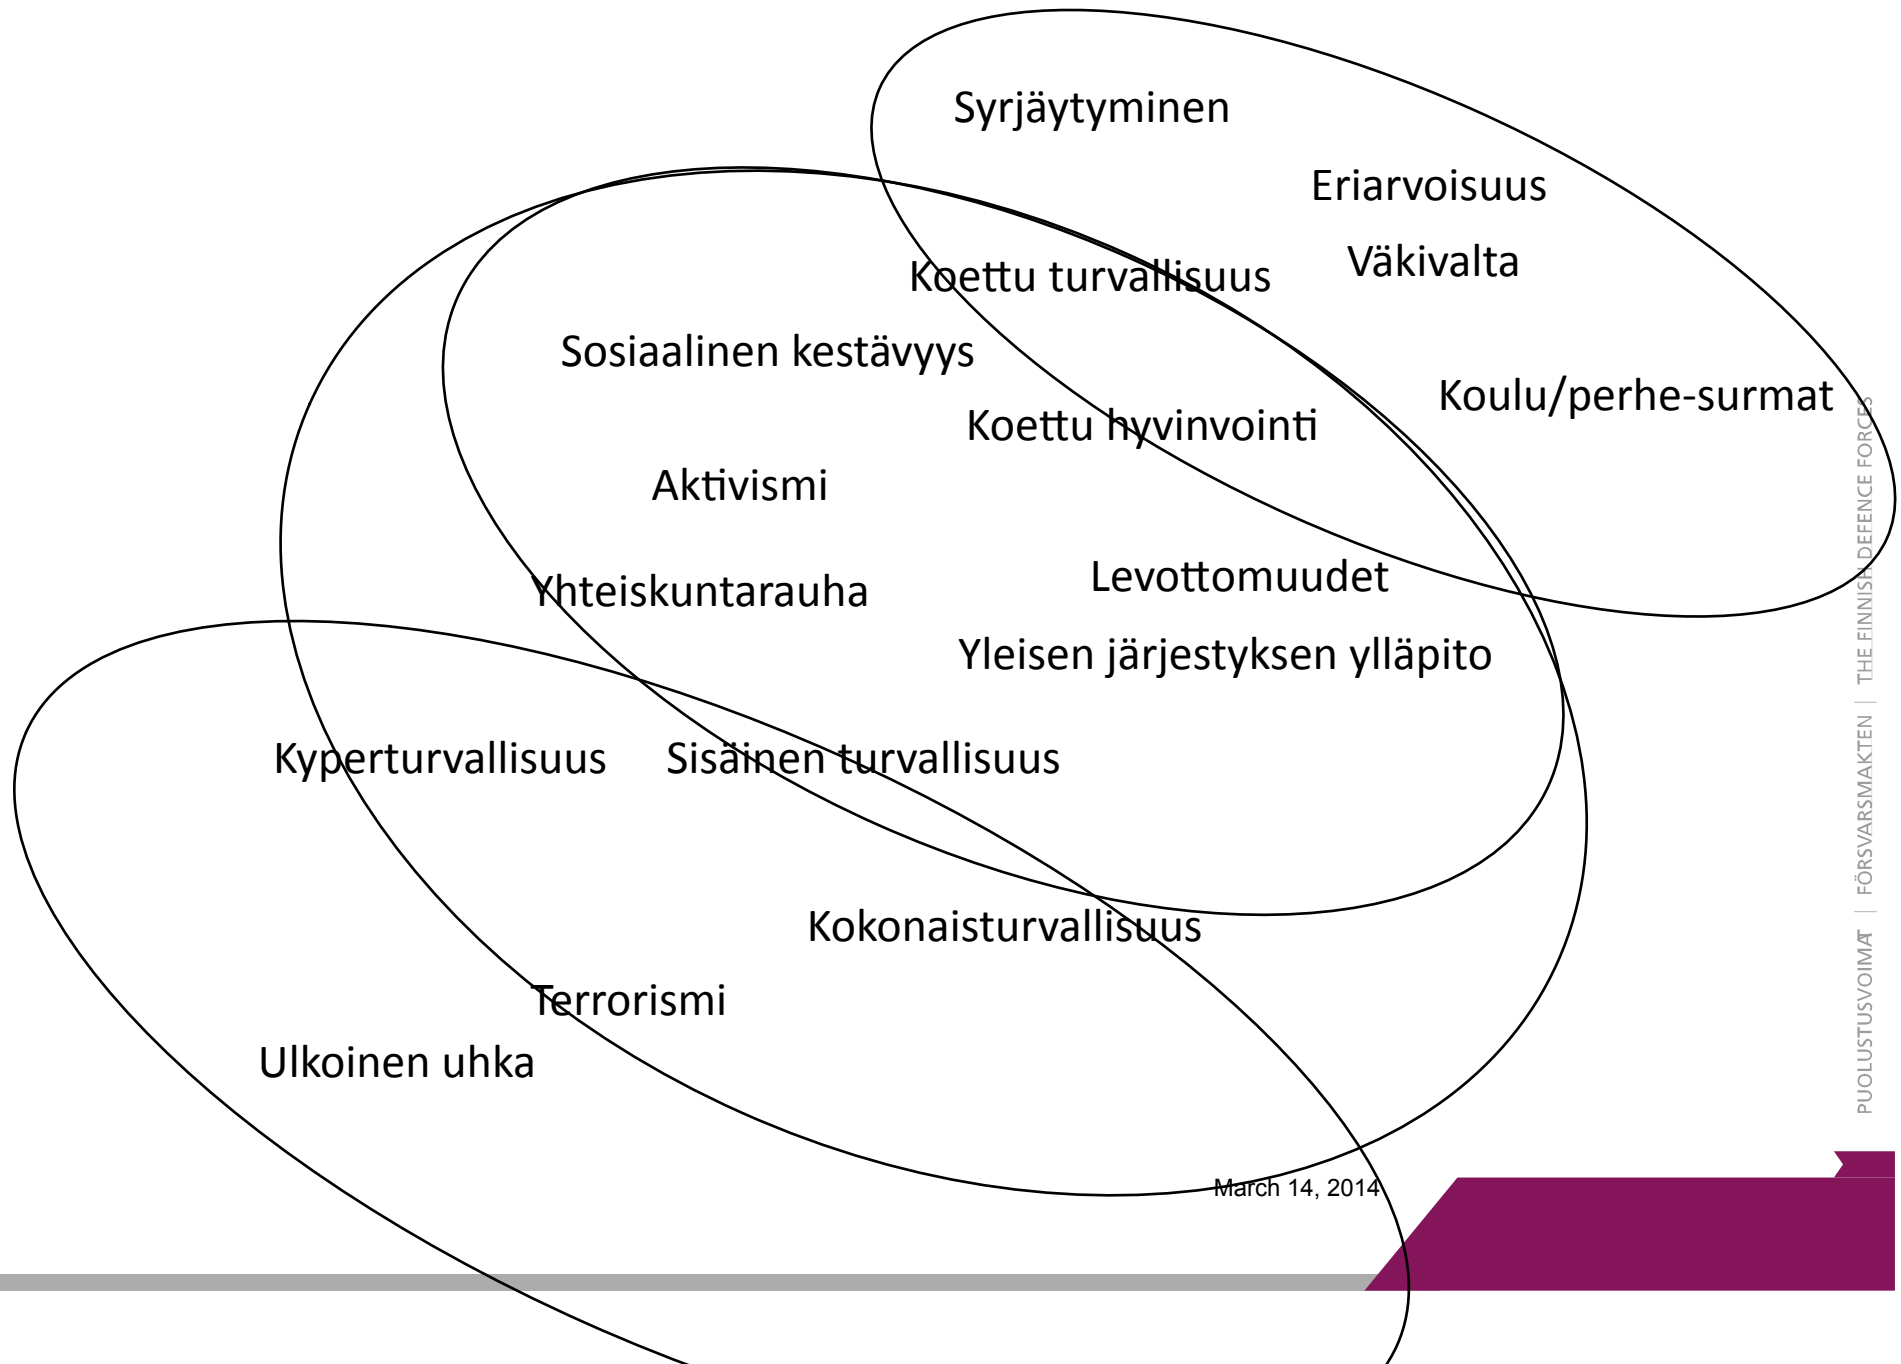 Syrjäytyminen
Eriarvoisuus
Väkivalta
Koettu turvallisuus
Sosiaalinen kestävyys
Koulu/perhe-surmat
Koettu hyvinvointi
Aktivismi
Yhteiskuntarauha
Levottomuudet
Yleisen järjestyksen ylläpito
Kyperturvallisuus
Sisäinen turvallisuus
Kokonaisturvallisuus
Terrorismi
Ulkoinen uhka
March 14, 2014
PUOLUSTUSVOIMAT | FÖRSVARSMAKTEN | THE FINNISH DEFENCE FORCES